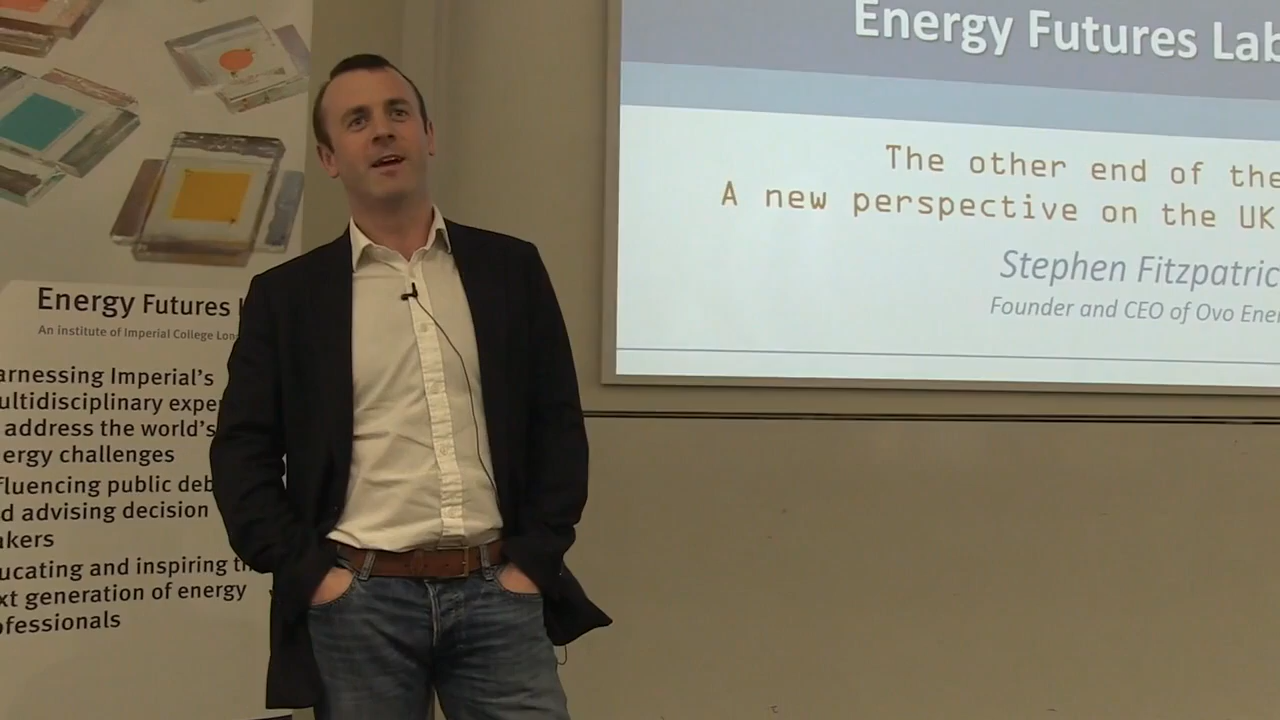 Energy Futures
An institute of Imperial College Lon
arnessing Imperial's
ultidisciplinary expe
address the world's
ergy challenges
fluencing public deb
d advising decision
kers
ucating and inspiring th
xt generation of energy
ofessionals
Energy Futures Lab
The other end of the
A new perspective on the UK
Stephen Fitzpatric
Founder and CEO of Ovo Ener